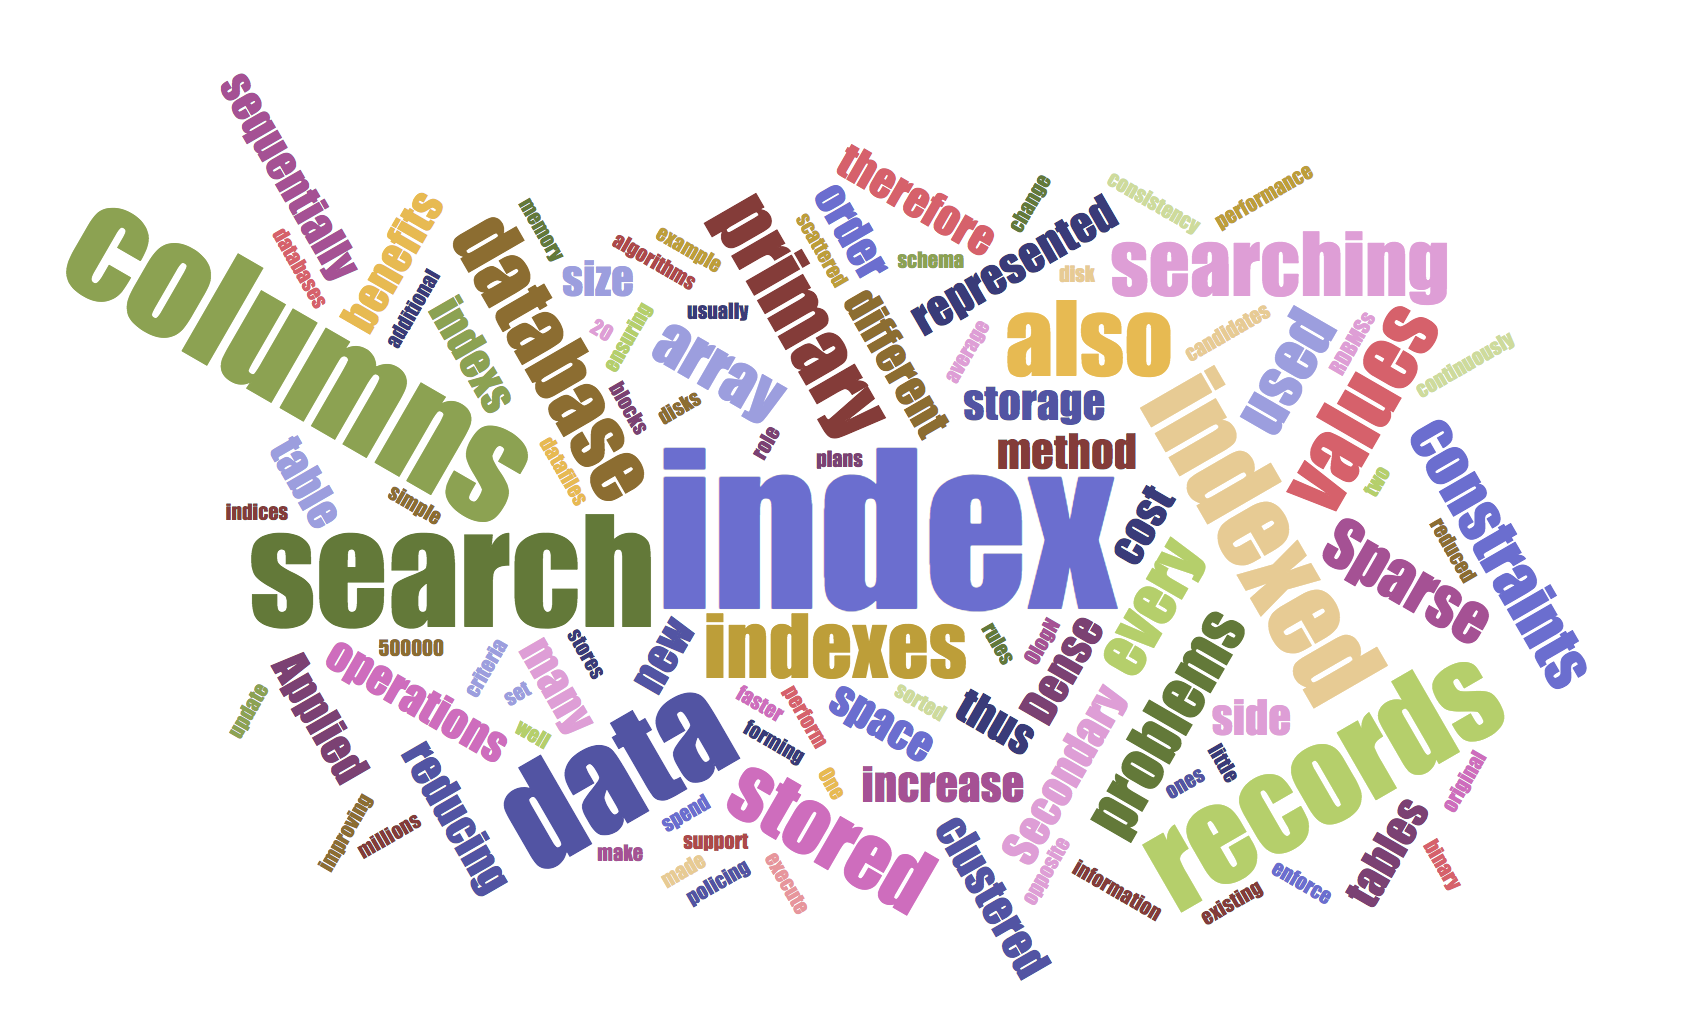 sequentially
columns
databases
benefits
additional
indexs
database
memory
size
20
ensuring
algorithms
example
usually
array
blocks
disks
role
primary
scattered
order
therefore
schema
different
represented
change
consistency
performance
disk
searching
average
also
storage
method
candidates
used
RDBMSs
values
continuously
two
constraints
reduced
table
indices
simple
datafiles
plans
search
index
cost
indexed
sparse
every
indexes
500000
criteria
set
many
stores
new
well
operations
Applied
update
improving
millions
reducing
data
make
spend
faster
perform
forming
One
stored
support
made
policing
execute
space
sorted
thus
increase
rules
OlogN
Dense
secondary
problems
side
little
ones
records
original
clustered
opposite
information
existing
enforce
tables
binary